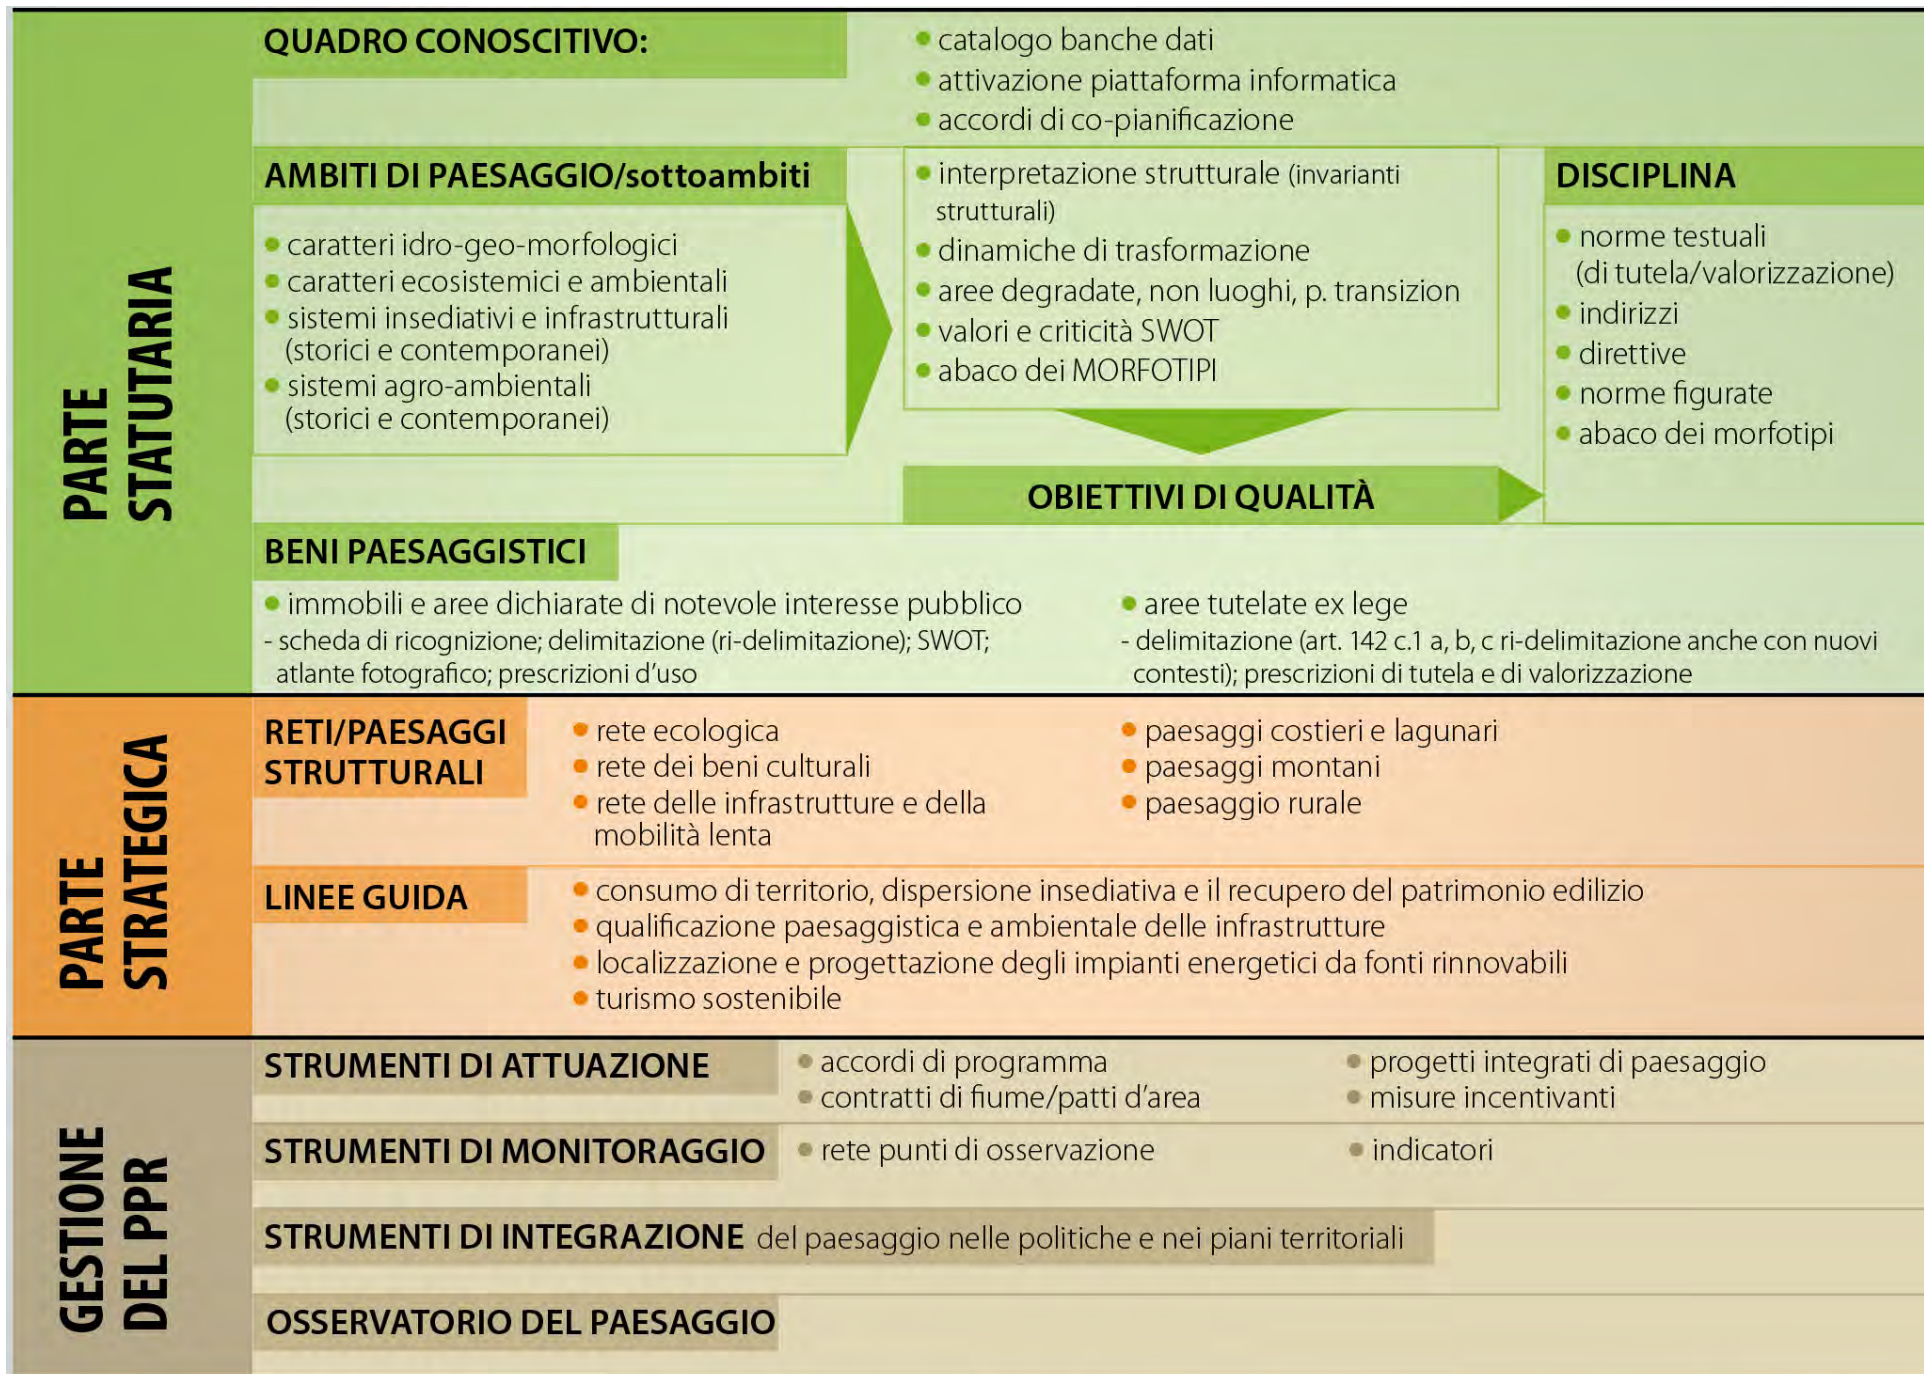 PARTE
STATUTARIA
QUADRO CONOSCITIVO:
• catalogo banche dati
• attivazione piattaforma informatica
• accordi di co-pianificazione
AMBITI DI PAESAGGIO/sottoambiti
• caratteri idro-geo-morfologici
• caratteri ecosistemici e ambientali
• sistemi insediativi e infrastrutturali
(storici e contemporanei)
• sistemi agro-ambientali
(storici e contemporanei)
• interpretazione strutturale (invarianti
strutturali)
• dinamiche di trasformazione
• aree degradate, non luoghi, p. transizion
• valori e criticità SWOT
• abaco dei MORFOTIPI
OBIETTIVI DI QUALITÀ
DISCIPLINA
• norme testuali
(di tutela/valorizzazione)
• indirizzi
• direttive
• norme figurate
• abaco dei morfotipi
BENI PAESAGGISTICI
• immobili e aree dichiarate di notevole interesse pubblico
- scheda di ricognizione; delimitazione (ri-delimitazione); SWOT;
atlante fotografico; prescrizioni d'uso
• aree tutelate ex lege
- delimitazione (art. 142 c.1 a, b, c ri-delimitazione anche con nuovi
contesti); prescrizioni di tutela e di valorizzazione
PARTE
STRATEGICA
RETI/PAESAGGI
STRUTTURALI
• rete ecologica
• rete dei beni culturali
• rete delle infrastrutture e della
mobilità lenta
• paesaggi costieri e lagunari
• paesaggi montani
• paesaggio rurale
LINEE GUIDA
• consumo di territorio, dispersione insediativa e il recupero del patrimonio edilizio
• qualificazione paesaggistica e ambientale delle infrastrutture
• localizzazione e progettazione degli impianti energetici da fonti rinnovabili
• turismo sostenibile
GESTIONE
DEL PPR
STRUMENTI DI ATTUAZIONE
• accordi di programma
• contratti di fiume/patti d'area
• progetti integrati di paesaggio
• misure incentivanti
STRUMENTI DI MONITORAGGIO
• rete punti di osservazione
• indicatori
STRUMENTI DI INTEGRAZIONE del paesaggio nelle politiche e nei piani territoriali
OSSERVATORIO DEL PAESAGGIO